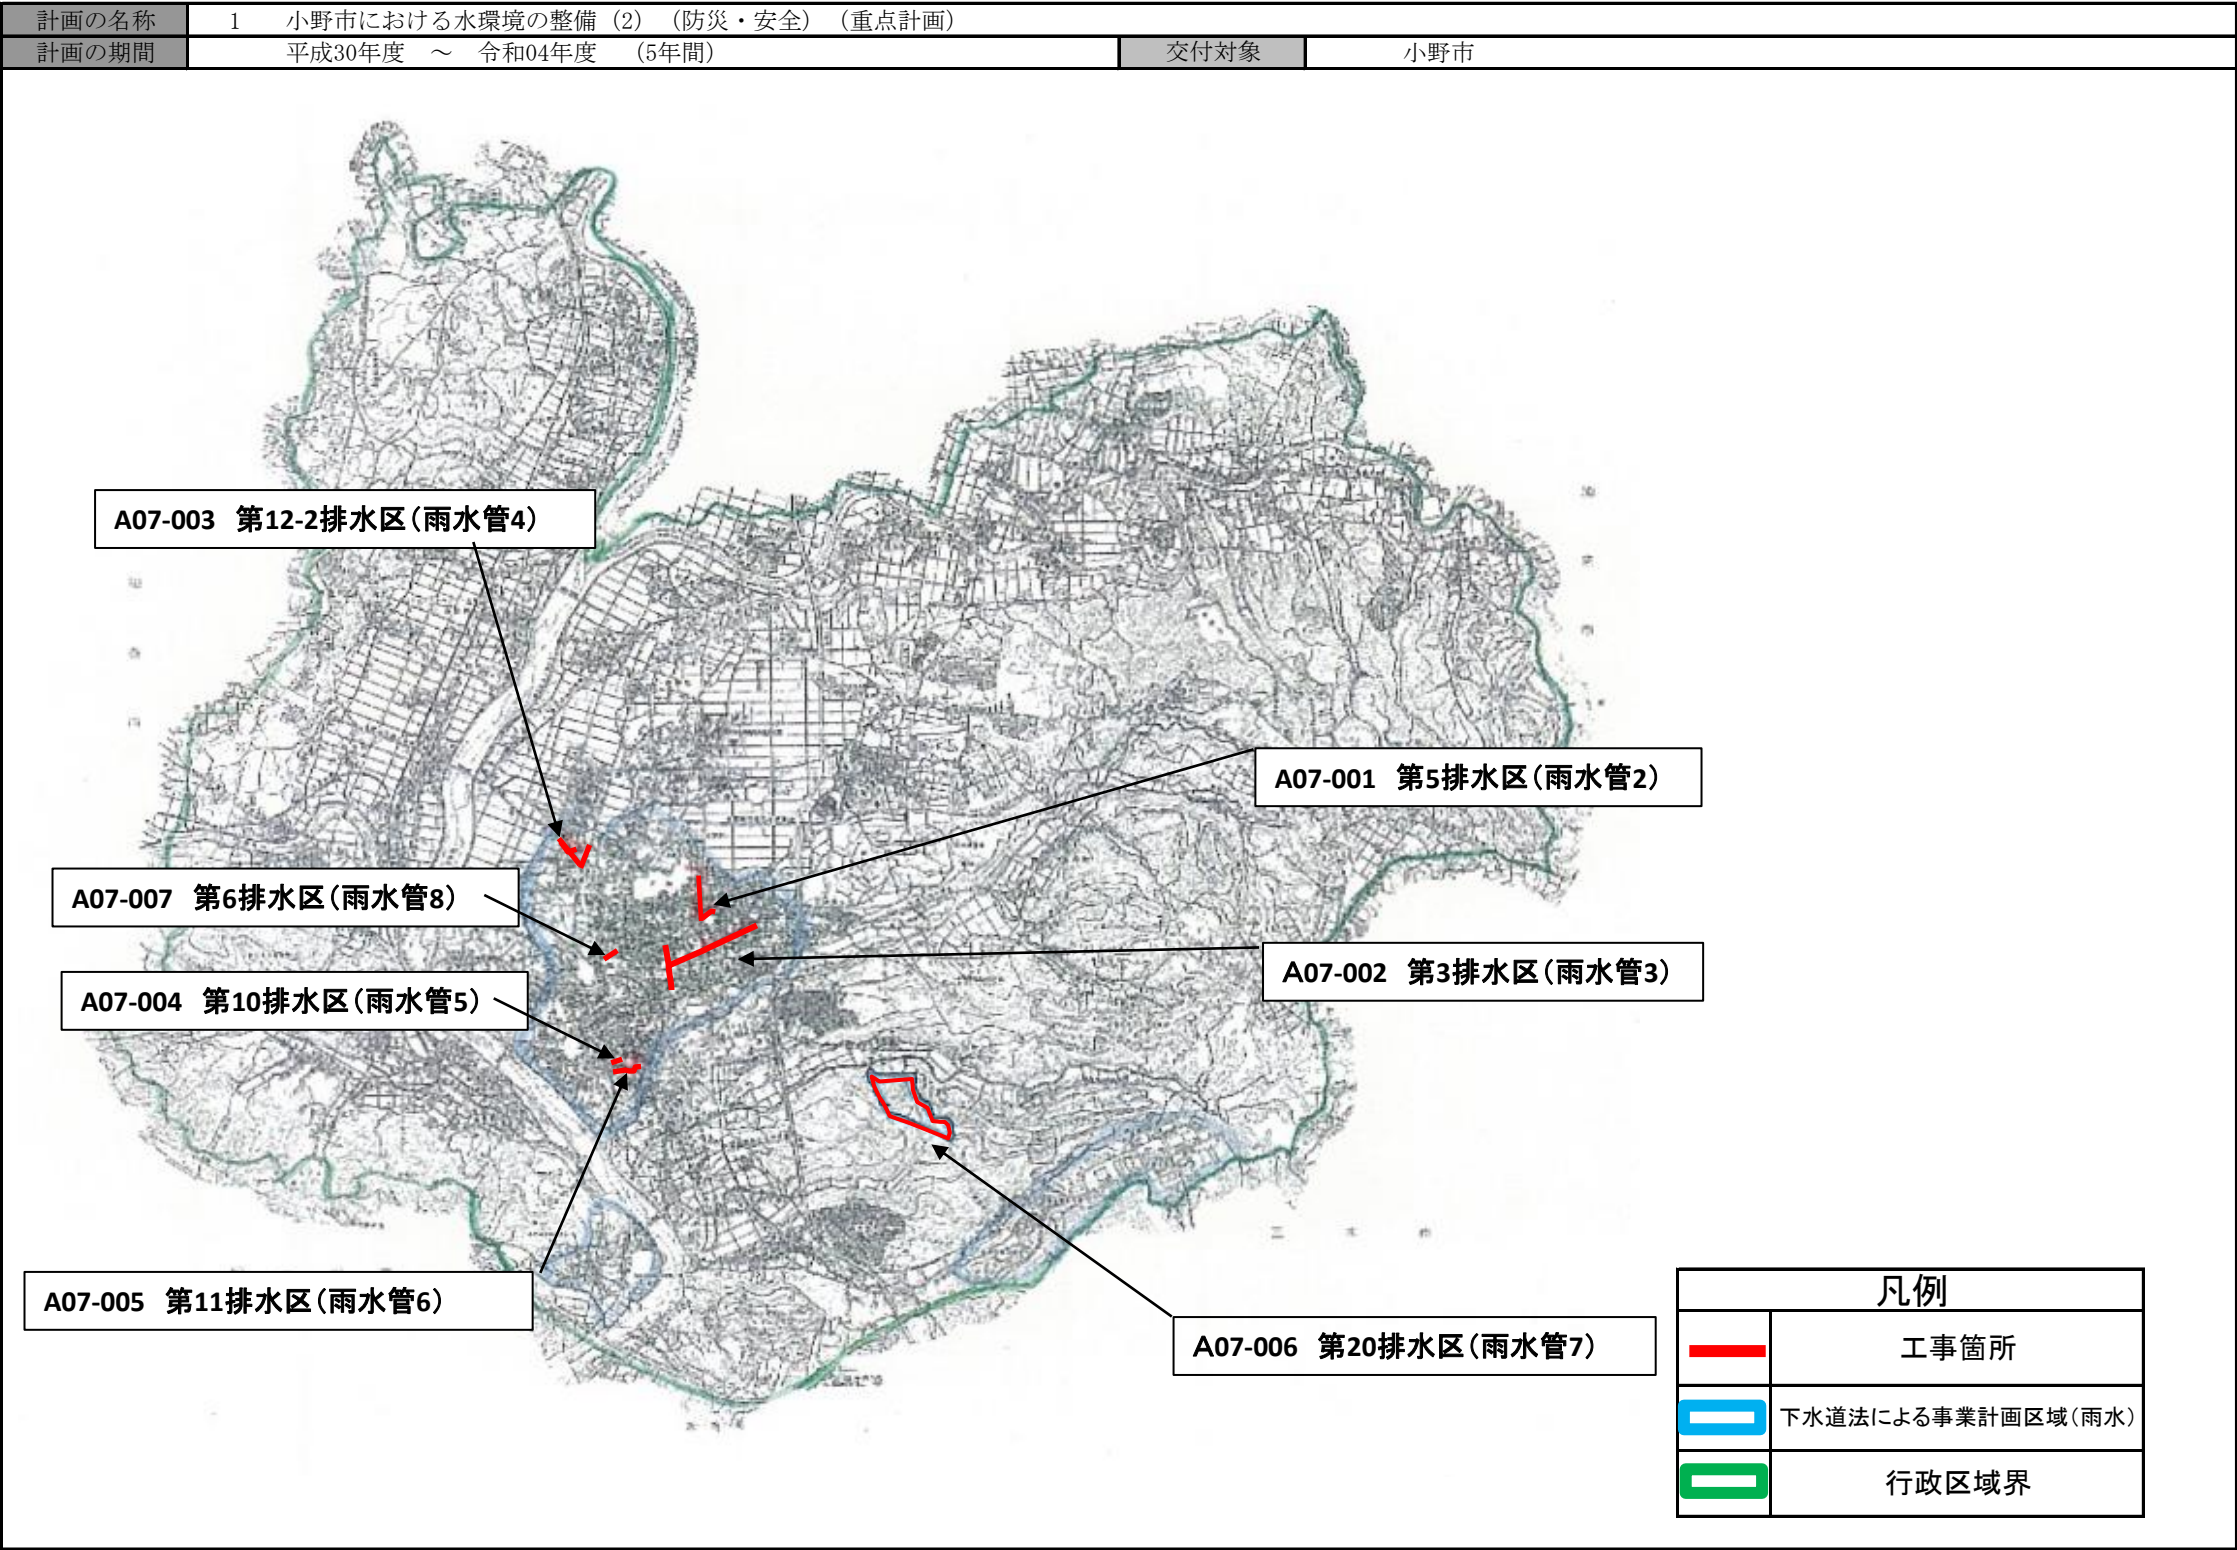 計画の名称 1 小野市における水環境の整備（2）（防災・安全）（重点計画）
計画の期間 平成30年度 ～ 令和04年度 （5年間） 交付対象 小野市
A07-003 第12-2排水区（雨水管4）
A07-001 第5排水区（雨水管2）
A07-007 第6排水区（雨水管8）
A07-002 第3排水区（雨水管3）
A07-004 第10排水区（雨水管5）
A07-005 第11排水区（雨水管6）
A07-006 第20排水区（雨水管7）
三 木 市
凡例
工事箇所
下水道法による事業計画区域（雨水）
行政区域界